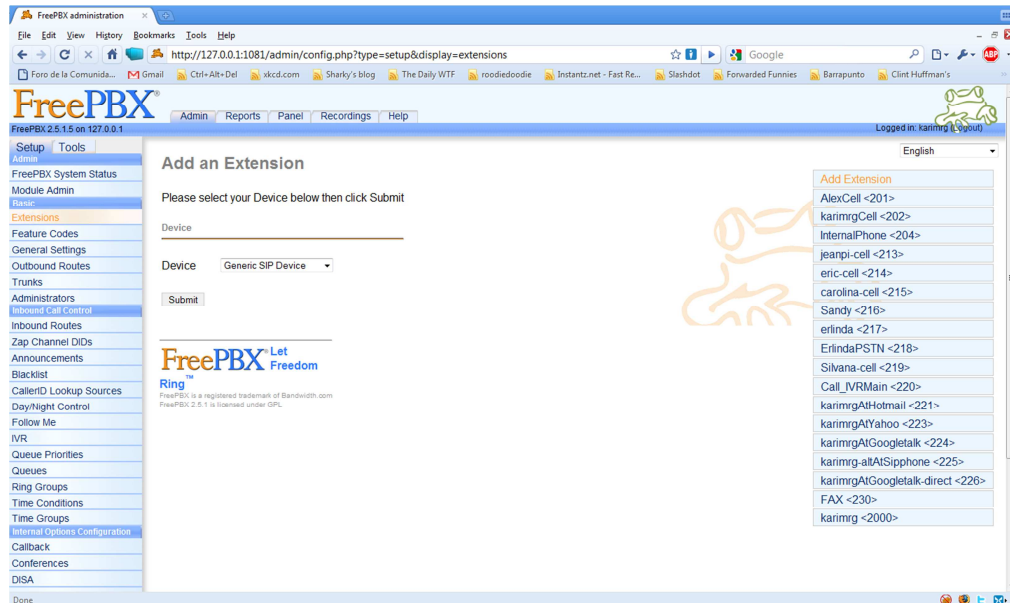 FreePBX administration
File Edit View History Bookmarks Tools Help
http://127.0.0.1:1081/admin/config.php?type=setup&display=extensions
Google
ABP
Foro de la Comunida... Gmail Ctrl+Alt+Del xkcd.com Sharky's blog The Daily WTF roodiedoodie Instantz.net - Fast Re... Slashdot Forwarded Funnies Barrapunto Clint Huffman's
FreePBX®
Admin Reports Panel Recordings Help
FreePBX 2.5.1.5 on 127.0.0.1
Logged in: karimrg (Logout)
Setup Tools
English
Admin
FreePBX System Status
Module Admin
Basic
Extensions
Feature Codes
General Settings
Outbound Routes
Trunks
Administrators
Inbound Call Control
Inbound Routes
Zap Channel DIDs
Announcements
Blacklist
CallerID Lookup Sources
Day/Night Control
Follow Me
IVR
Queue Priorities
Queues
Ring Groups
Time Conditions
Time Groups
Internal Options Configuration
Callback
Conferences
DISA
Add an Extension
Please select your Device below then click Submit
Device
Device Generic SIP Device
Submit
FreePBX® Let Freedom
Ring™
FreePBX is a registered trademark of Bandwidth.com
FreePBX 2.5.1 is licensed under GPL
Add Extension
AlexCell <201>
karimrgCell <202>
InternalPhone <204>
jeanpi-cell <213>
eric-cell <214>
carolina-cell <215>
Sandy <216>
erlinda <217>
ErlindaPSTN <218>
Silvana-cell <219>
Call_IVRMain <220>
karimrgAtHotmail <221>
karimrgAtYahoo <223>
karimrgAtGoogletalk <224>
karimrg-altAtSipphone <225>
karimrgAtGoogletalk-direct <226>
FAX <230>
karimrg <2000>
Done